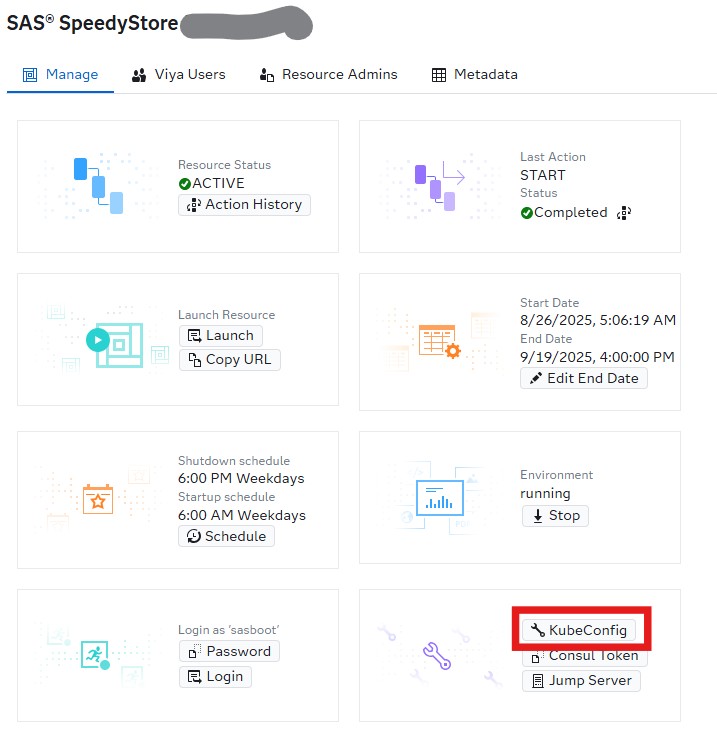 SAS® SpeedyStore
Manage
Viya Users
Resource Admins
Metadata
Resource Status
ACTIVE
Action History
Last Action
START
Status
Completed
Launch Resource
Launch
Copy URL
Start Date
8/26/2025, 5:06:19 AM
End Date
9/19/2025, 4:00:00 PM
Edit End Date
Shutdown schedule
6:00 PM Weekdays
Startup schedule
6:00 AM Weekdays
Schedule
Environment
running
Stop
Login as 'sasboot'
Password
Login
KubeConfig
Consul Token
Jump Server